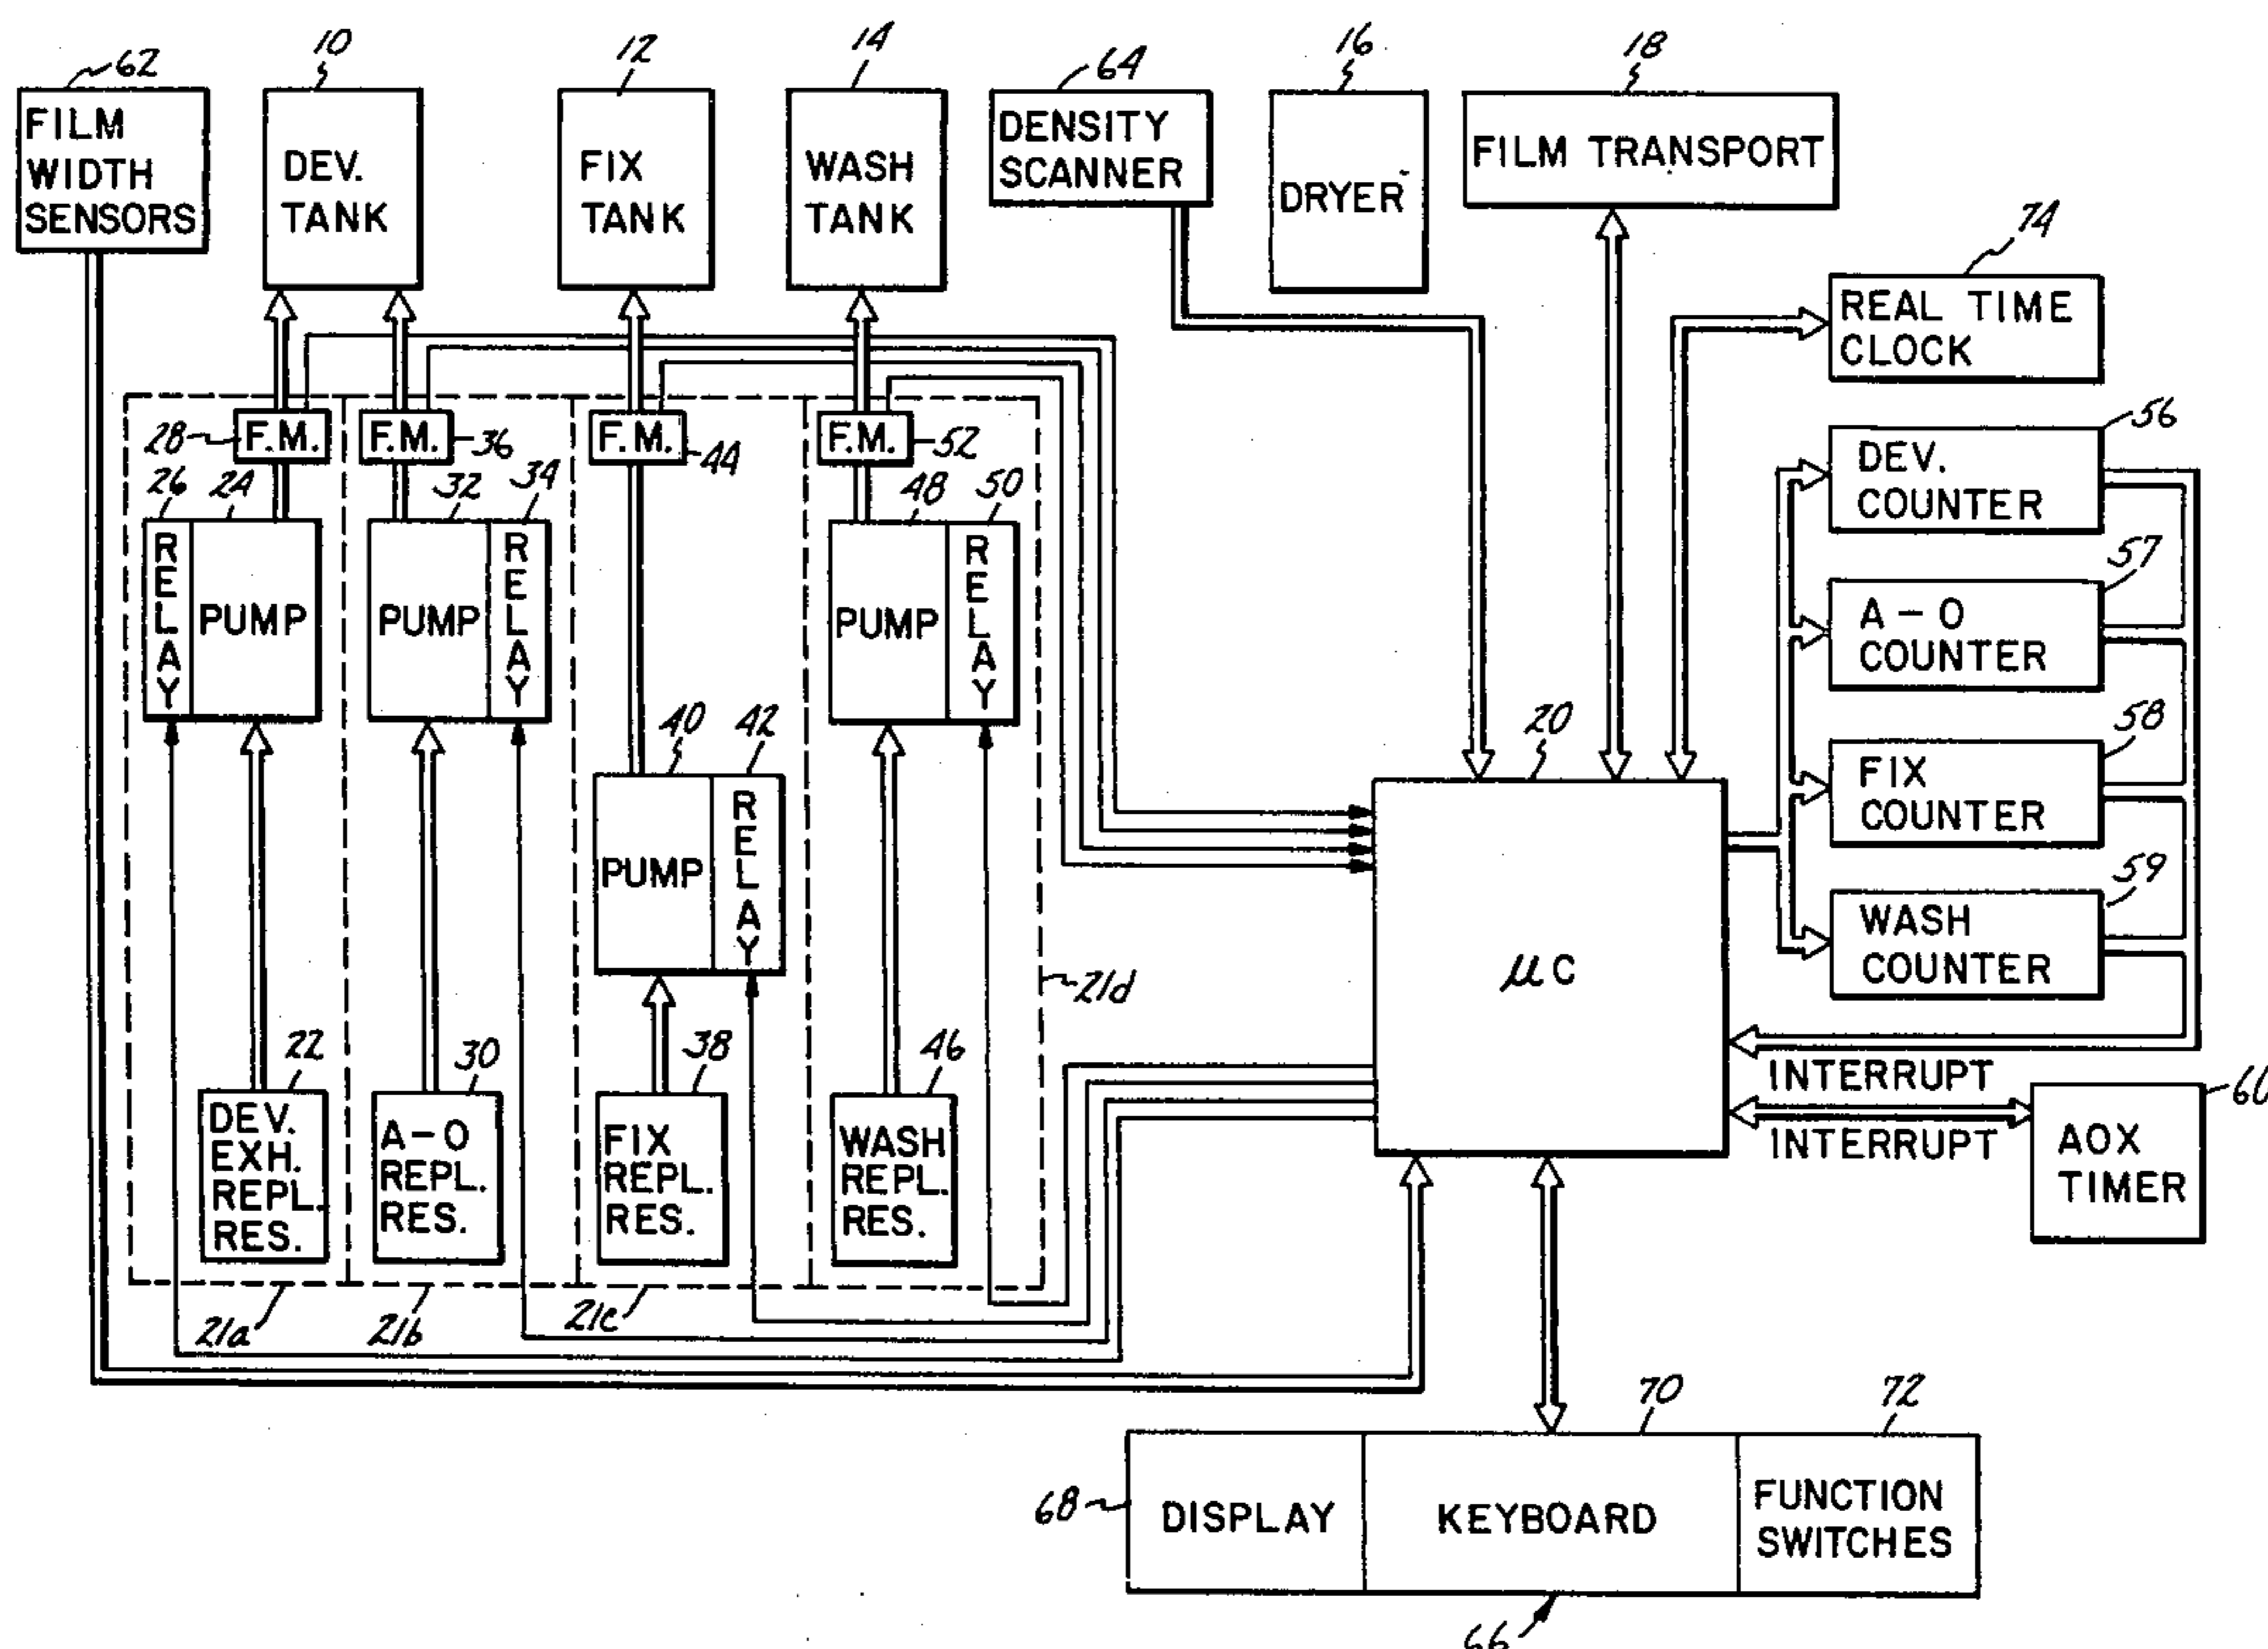 62
10
12
14
64
16
18
FILM
WIDTH
SENSORS
DEV.
TANK
FIX
TANK
WASH
TANK
DENSITY
SCANNER
DRYER
FILM TRANSPORT
74
REAL TIME
CLOCK
28
F.M.
F.M.
36
F.M.
44
F.M.
52
56
DEV.
COUNTER
26
24
32
34
48
50
RELAY
PUMP
PUMP
RELAY
PUMP
RELAY
57
A-O
COUNTER
40
42
PUMP
RELAY
20
μC
58
FIX
COUNTER
59
WASH
COUNTER
21d
22
30
38
46
DEV.
EXH.
REPL.
RES.
A-O
REPL.
RES.
FIX
REPL.
RES.
WASH
REPL.
RES.
INTERRUPT
INTERRUPT
60
AOX
TIMER
21a
21b
21c
70
72
68
DISPLAY
KEYBOARD
FUNCTION
SWITCHES
66